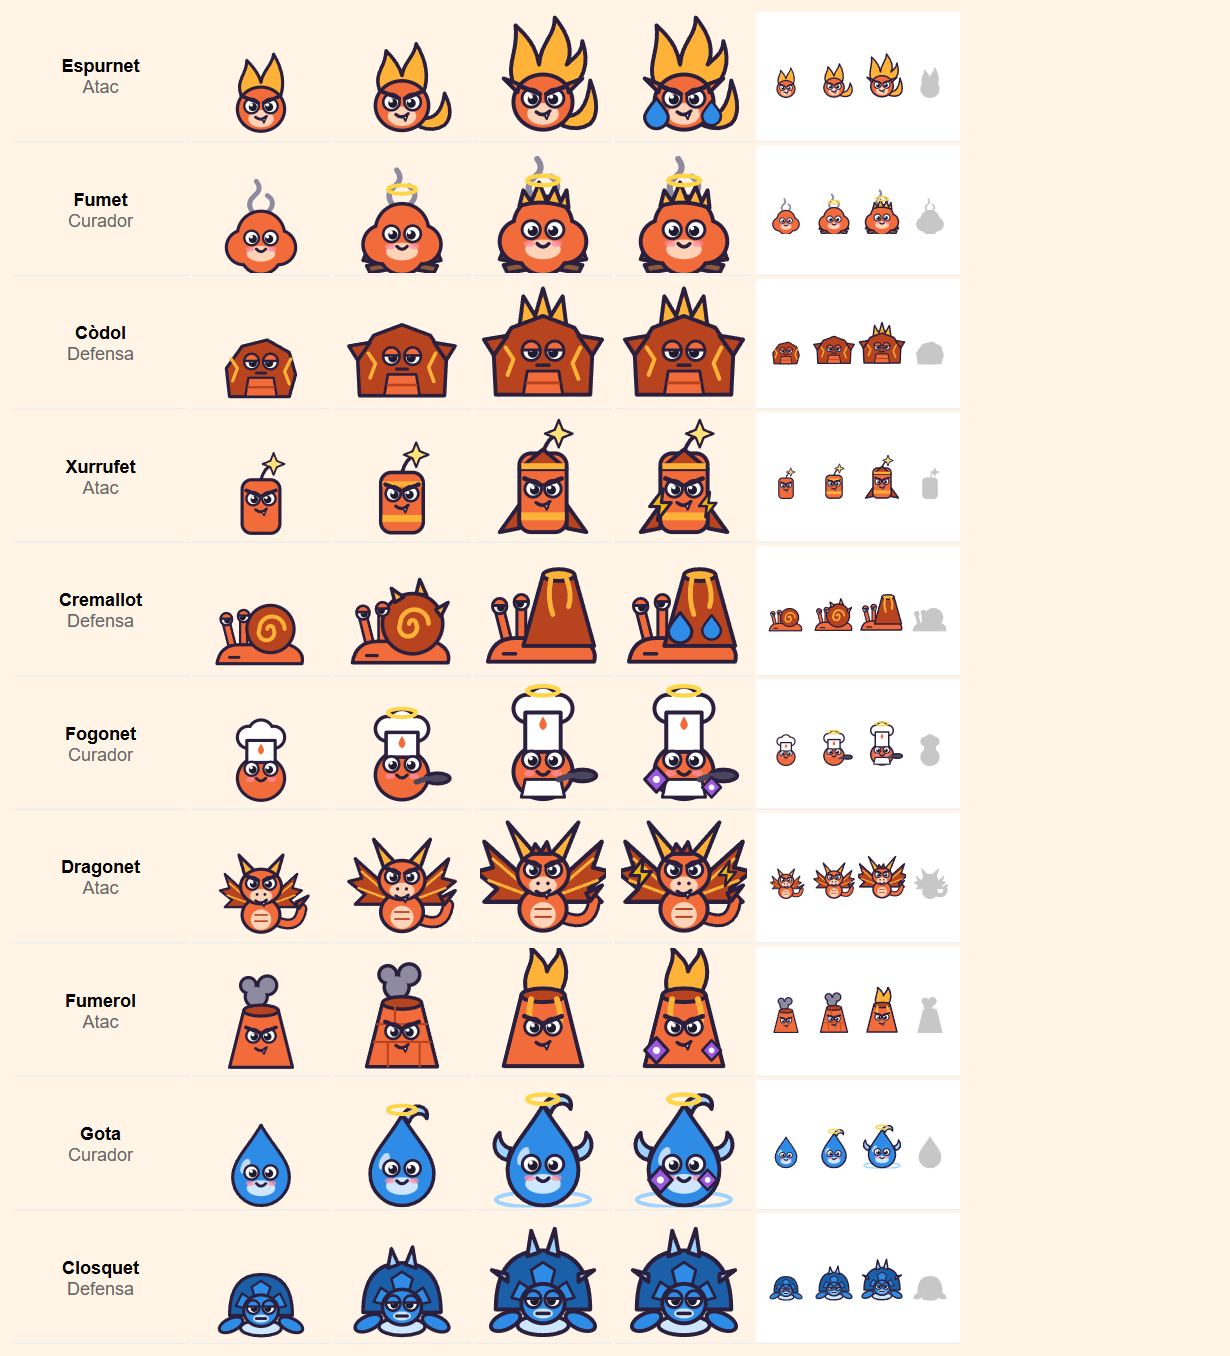 Espurnet
Atac
Fumet
Curador
Còdol
Defensa
Xurrufet
Atac
Cremallot
Defensa
Fogonet
Curador
Dragonet
Atac
Fumerol
Atac
Gota
Curador
Closquet
Defensa